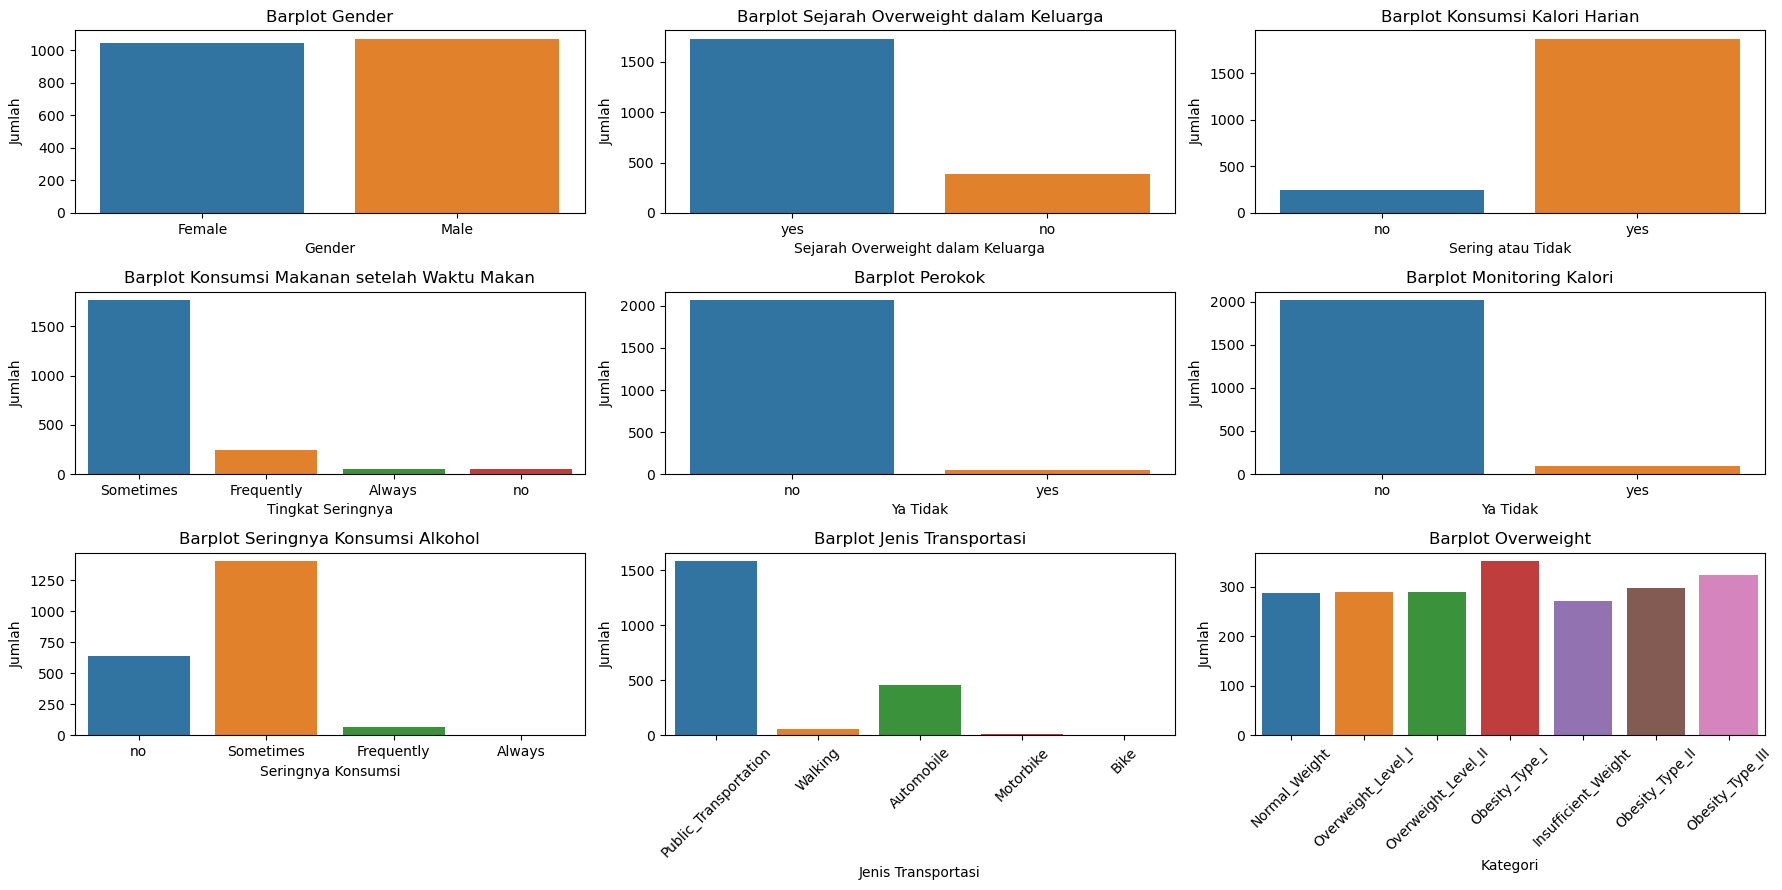 Barplot Gender
Jumlah
1000
800
600
400
200
0
Female Male
Gender
Barplot Sejarah Overweight dalam Keluarga
Jumlah
1500
1000
500
0
yes no
Sejarah Overweight dalam Keluarga
Barplot Konsumsi Kalori Harian
Jumlah
1500
1000
500
0
no yes
Sering atau Tidak
Barplot Konsumsi Makanan setelah Waktu Makan
Jumlah
1500
1000
500
0
Sometimes Frequently Always no
Tingkat Seringnya
Barplot Perokok
Jumlah
2000
1500
1000
500
0
no yes
Ya Tidak
Barplot Monitoring Kalori
Jumlah
2000
1500
1000
500
0
no yes
Ya Tidak
Barplot Seringnya Konsumsi Alkohol
Jumlah
1250
1000
750
500
250
0
no Sometimes Frequently Always
Seringnya Konsumsi
Barplot Jenis Transportasi
Jumlah
1500
1000
500
0
Public_Transportation
Walking
Automobile
Motorbike
Bike
Jenis Transportasi
Barplot Overweight
Jumlah
300
200
100
0
Normal_Weight
Overweight_Level_I
Overweight_Level_II
Obesity_Type_I
Insufficient_Weight
Obesity_Type_II
Obesity_Type_III
Kategori